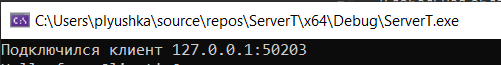 C:\Users\plyushka\source\repos\ServerT\x64\Debug\ServerT.exe
Подключился клиент 127.0.0.1:50203